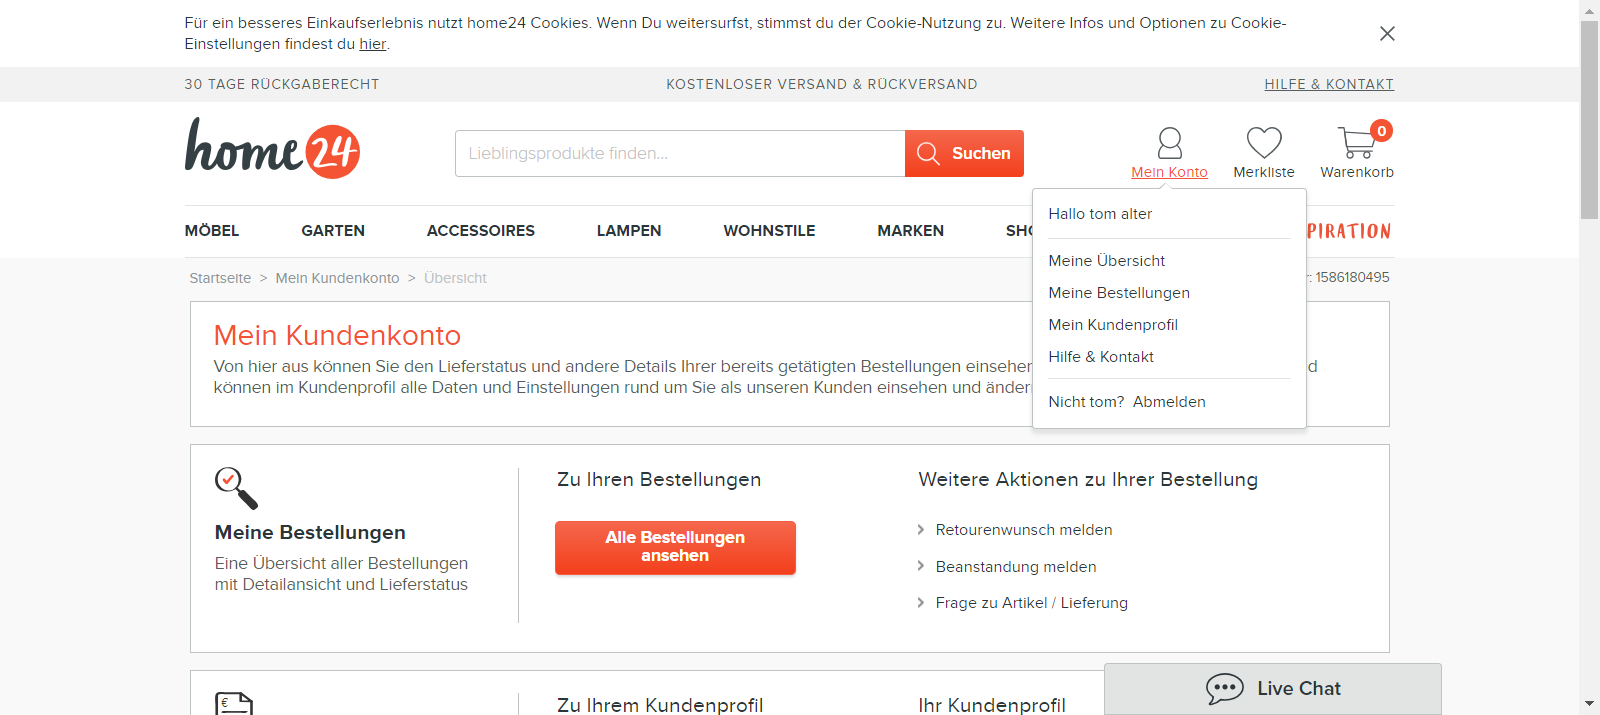 Für ein besseres Einkaufserlebnis nutzt home24 Cookies. Wenn Du weitersurfst, stimmst du der Cookie-Nutzung zu. Weitere Infos und Optionen zu Cookie-
Einstellungen findest du hier.
30 TAGE RÜCKGABERECHT
KOSTENLOSER VERSAND & RÜCKVERSAND
HILFE & KONTAKT
home24
Lieblingsprodukte finden...
Suchen
Mein Konto
Merkliste
0
Warenkorb
MÖBEL
GARTEN
ACCESSOIRES
LAMPEN
WOHNSTILE
MARKEN
SHO
PIRATION
Hallo tom alter
Meine Übersicht
Meine Bestellungen
Mein Kundenprofil
Hilfe & Kontakt
Nicht tom? Abmelden
Startseite > Mein Kundenkonto > Übersicht
r: 1586180495
Mein Kundenkonto
Von hier aus können Sie den Lieferstatus und andere Details Ihrer bereits getätigten Bestellungen einsehen
d
können im Kundenprofil alle Daten und Einstellungen rund um Sie als unseren Kunden einsehen und änder
Meine Bestellungen
Eine Übersicht aller Bestellungen
mit Detailansicht und Lieferstatus
Zu Ihren Bestellungen
Alle Bestellungen
ansehen
Weitere Aktionen zu Ihrer Bestellung
Retourenwunsch melden
Beanstandung melden
Frage zu Artikel / Lieferung
€
Zu Ihrem Kundenprofil
Ihr Kundenprofil
Live Chat